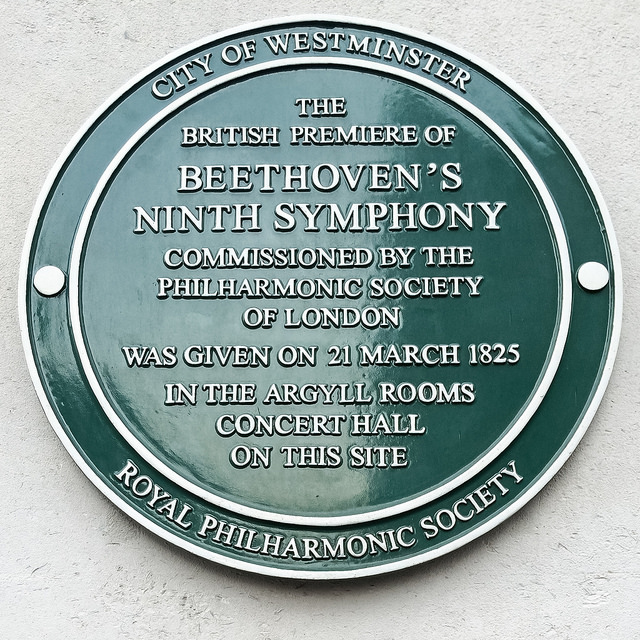 CITY OF WESTMINSTER
THE
BRITISH PREMIERE OF
BEETHOVEN'S
NINTH SYMPHONY
COMMISSIONED BY THE
PHILHARMONIC SOCIETY
OF LONDON
WAS GIVEN ON 21 MARCH 1825
IN THE ARGYLL ROOMS
CONCERT HALL
ON THIS SITE
ROYAL PHILHARMONIC SOCIETY